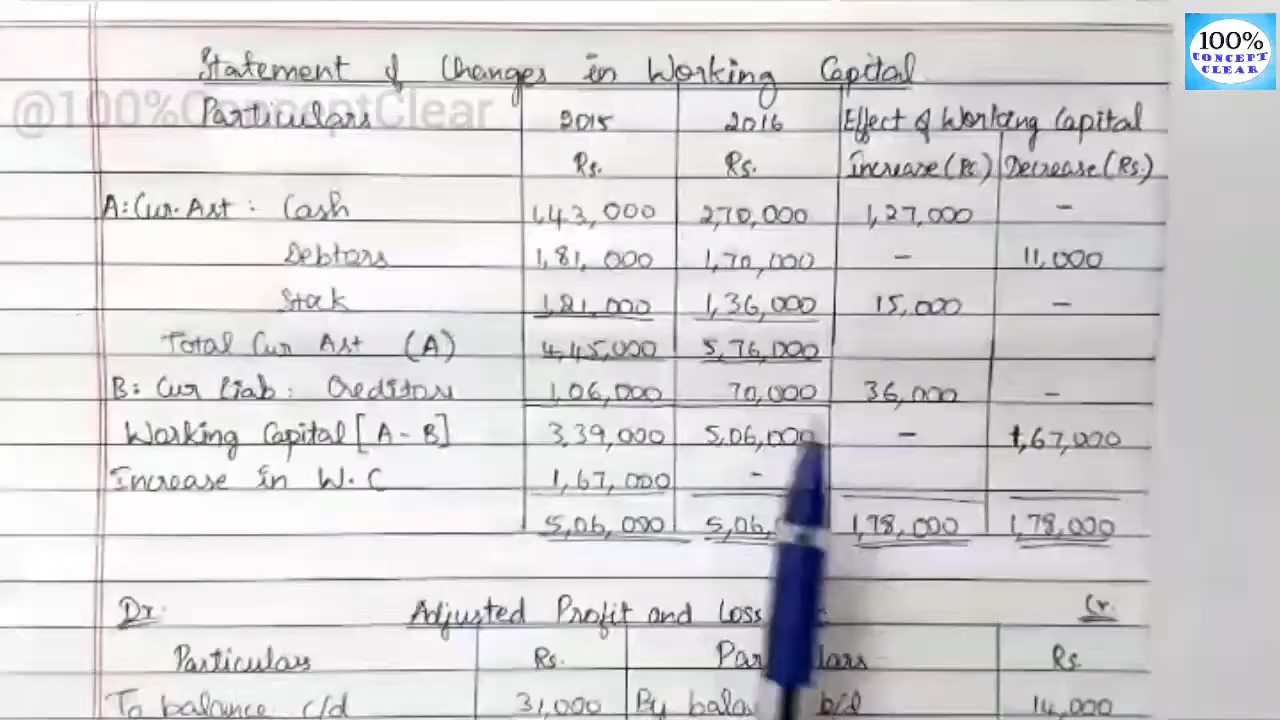 100%
CONCEPT
CLEAR
Statement of Changes in Working Capital
@100%ConceptClear
Particulars 2015 2016 Effect of Working Capital
Rs. Rs. Increase (Rs.) Decrease (Rs.)
A: Cur. Ast : Cash 1,43,000 2,70,000 1,27,000 -
Debtors 1,81,000 1,70,000 - 11,000
Stock 1,21,000 1,36,000 15,000 -
Total Cur Ast (A) 4,45,000 5,76,000
B: Cur Liab : Creditors 1,06,000 70,000 36,000 -
Working Capital [A-B] 3,39,000 5,06,000 - 1,67,000
Increase in W.C 1,67,000 -
5,06,000 5,06, 1,78,000 1,78,000
Dr. Adjusted Profit and Loss Cr.
Particulars Rs. Rs.
To balance c/d 31,000 By b/d 14,000